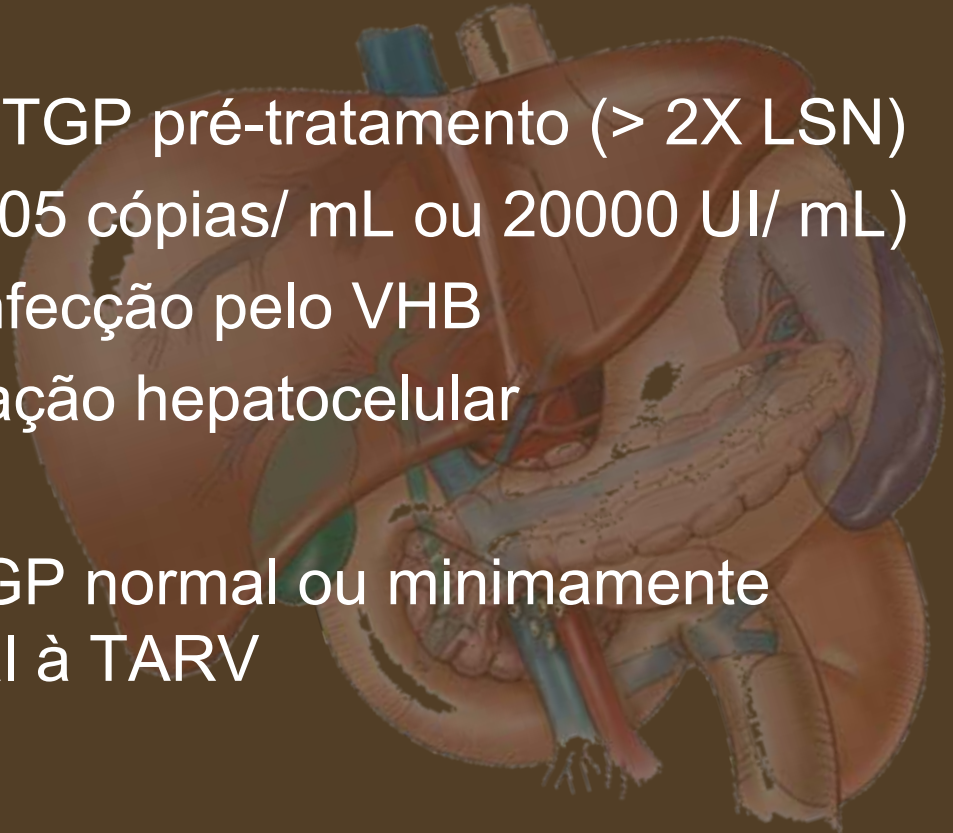 TGP pré-tratamento (> 2X LSN)
05 cópias/ mL ou 20000 UI/ mL)
nfecção pelo VHB
ação hepatocelular
GP normal ou minimamente
l à TARV